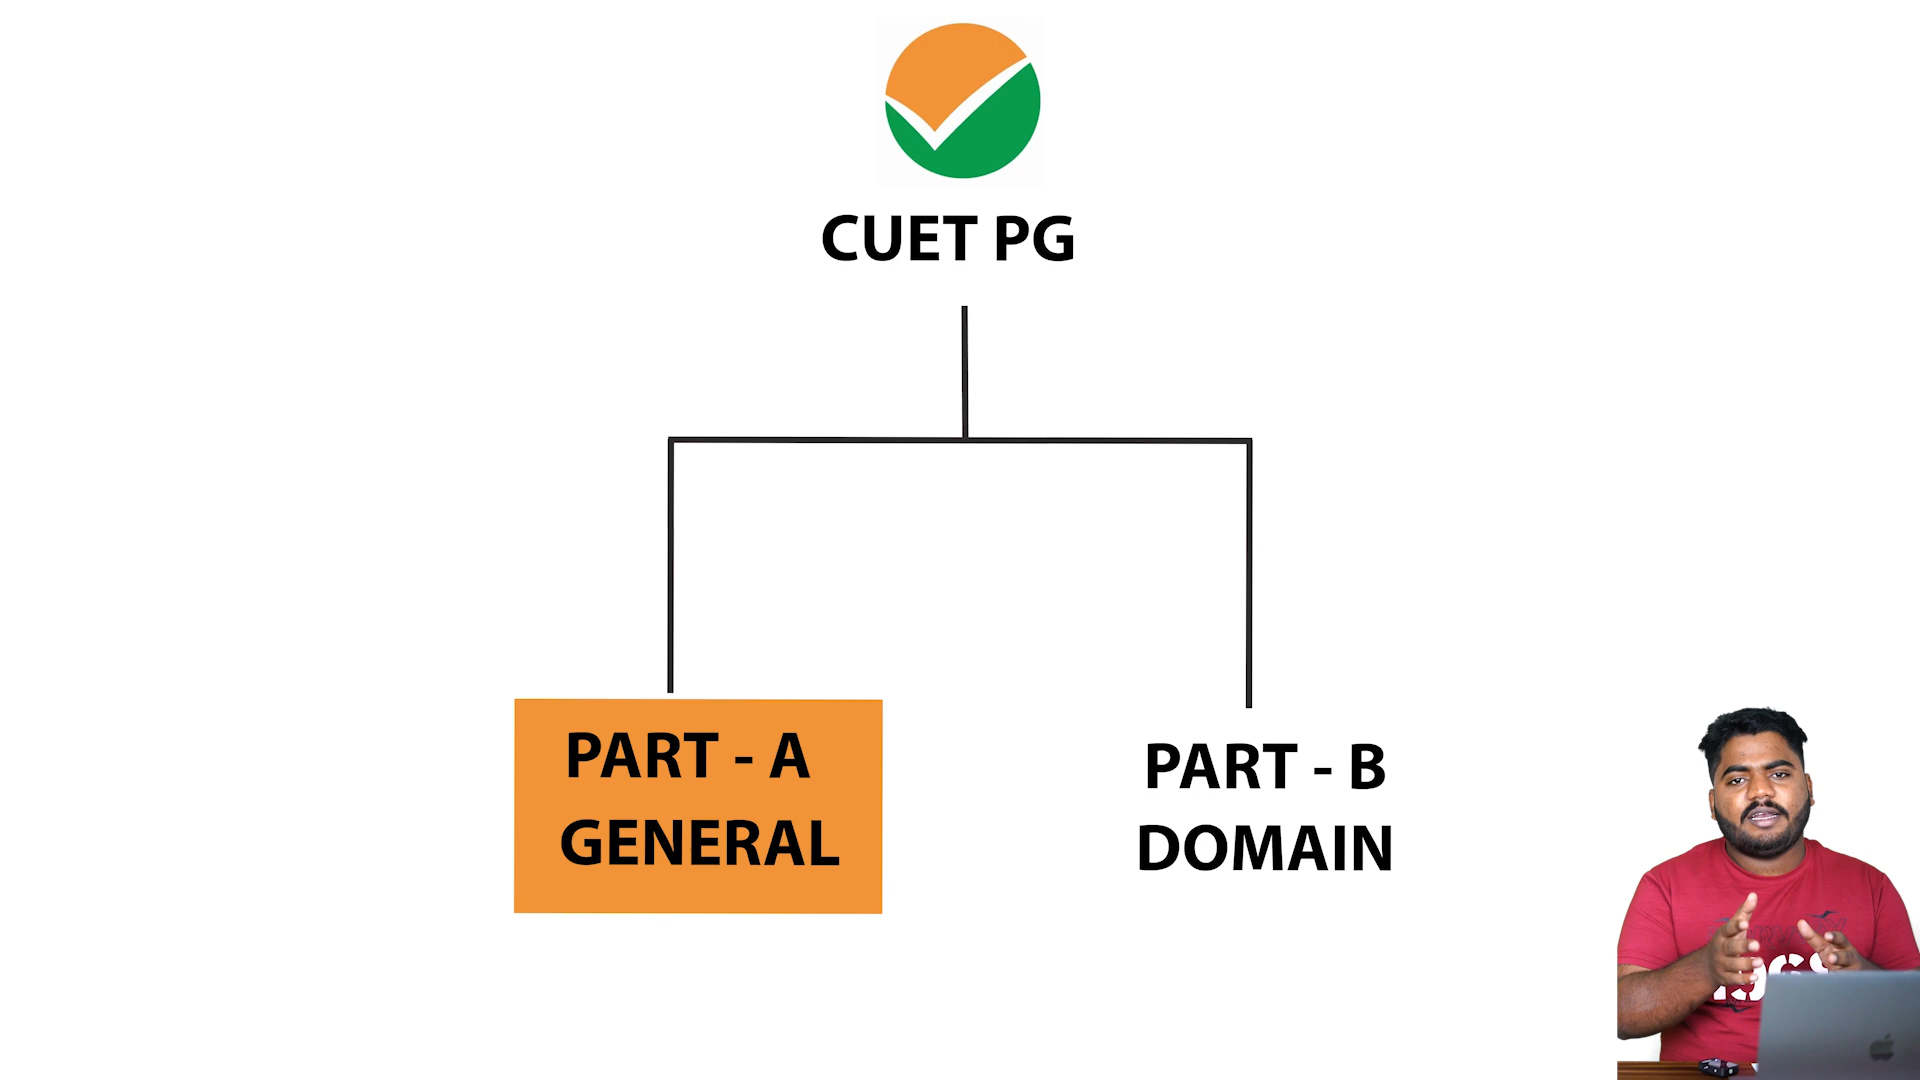 CUET PG
PART - A
GENERAL
PART - B
DOMAIN